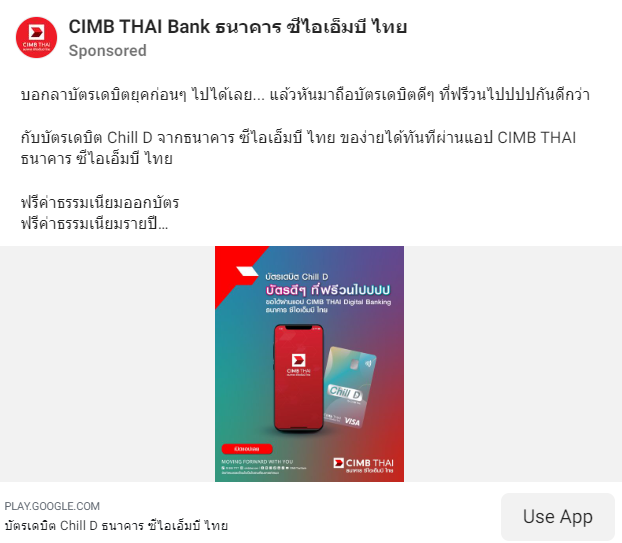 CIMB THAI Bank ธนาคาร ซีไอเอ็มบี ไทย
CIMB THAI
Sponsored
บอกลาบัตรเดบิตยุคก่อนๆ ไปได้เลย... แล้วหันมาถือบัตรเดบิตดีๆ ที่ฟรีวนไปปปปกันดีกว่า
กับบัตรเดบิต Chill D จากธนาคาร ซีไอเอ็มบี ไทย ของ่ายได้ทันทีผ่านแอป CIMB THAI
ธนาคาร ซีไอเอ็มบี ไทย
ฟรีค่าธรรมเนียมออกบัตร
ฟรีค่าธรรมเนียมรายปี...
บัตรเดบิต Chill D
บัตรดีๆ ที่ฟรีวนไปปปป
ขอได้ผ่านแอป CIMB THAI Digital Banking
ธนาคาร ซีไอเอ็มบี ไทย
CIMB THAI
Chill D
VISA
MOVING FORWARD WITH YOU
CIMB THAI
ธนาคาร ซีไอเอ็มบี ไทย
PLAY.GOOGLE.COM
บัตรเดบิต Chill D ธนาคาร ซีไอเอ็มบี ไทย
Use App